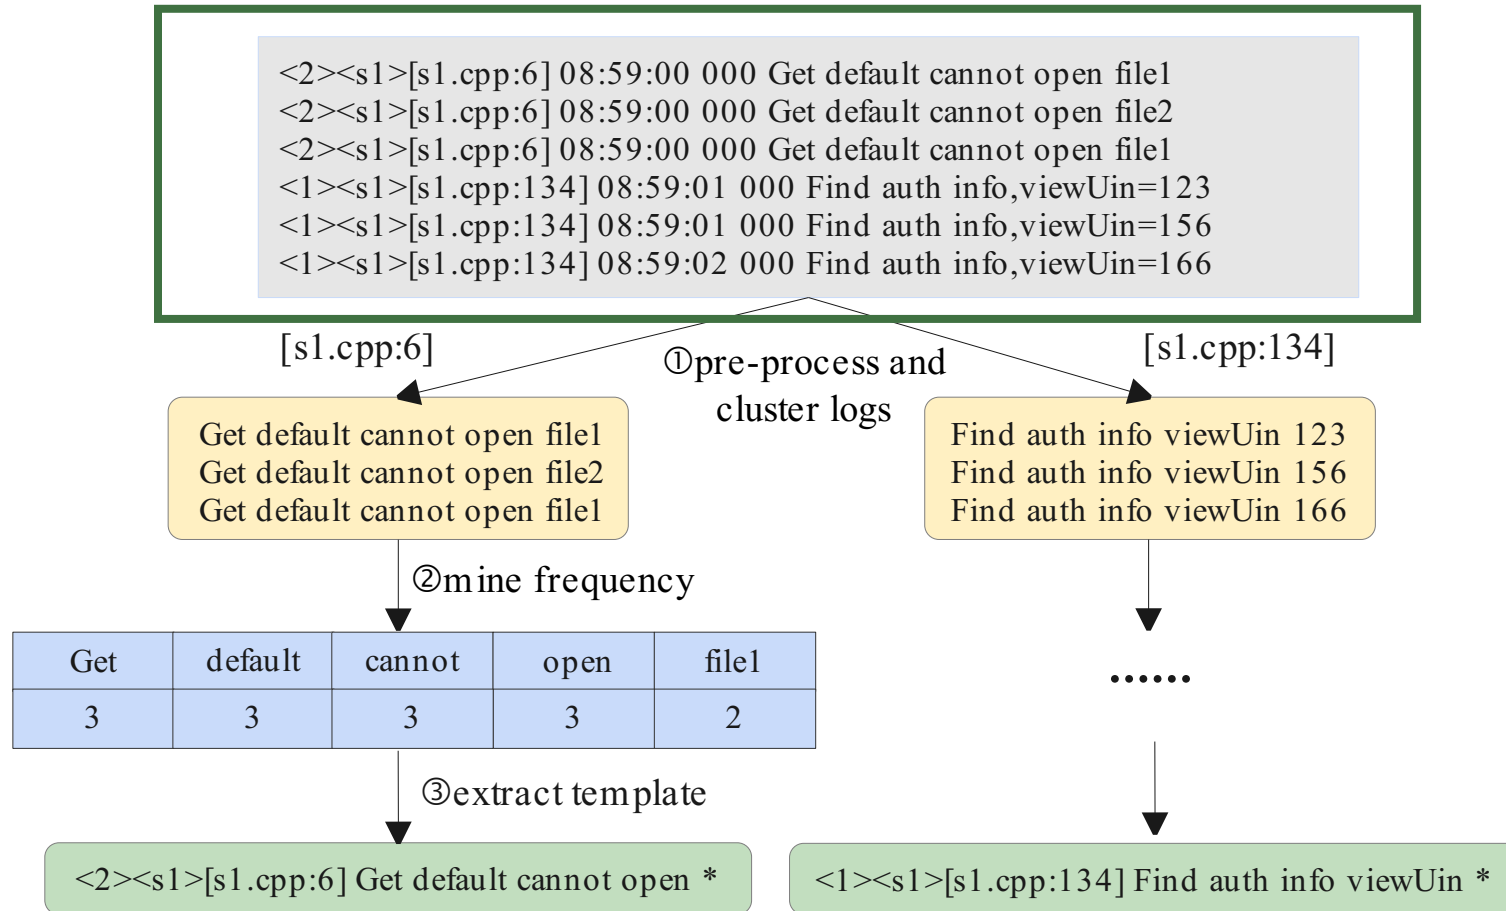 <2><s1>[s1.cpp:6] 08:59:00 000 Get default cannot open file1
<2><s1>[s1.cpp:6] 08:59:00 000 Get default cannot open file2
<2><s1>[s1.cpp:6] 08:59:00 000 Get default cannot open file1
<1><s1>[s1.cpp:134] 08:59:01 000 Find auth info,viewUin=123
<1><s1>[s1.cpp:134] 08:59:01 000 Find auth info,viewUin=156
<1><s1>[s1.cpp:134] 08:59:02 000 Find auth info,viewUin=166
[s1.cpp:6]
①pre-process and
cluster logs
[s1.cpp:134]
Get default cannot open file1
Get default cannot open file2
Get default cannot open file1
Find auth info viewUin 123
Find auth info viewUin 156
Find auth info viewUin 166
②mine frequency
Get default cannot open file1
3 3 3 3 2
......
③extract template
<2><s1>[s1.cpp:6] Get default cannot open *
<1><s1>[s1.cpp:134] Find auth info viewUin *